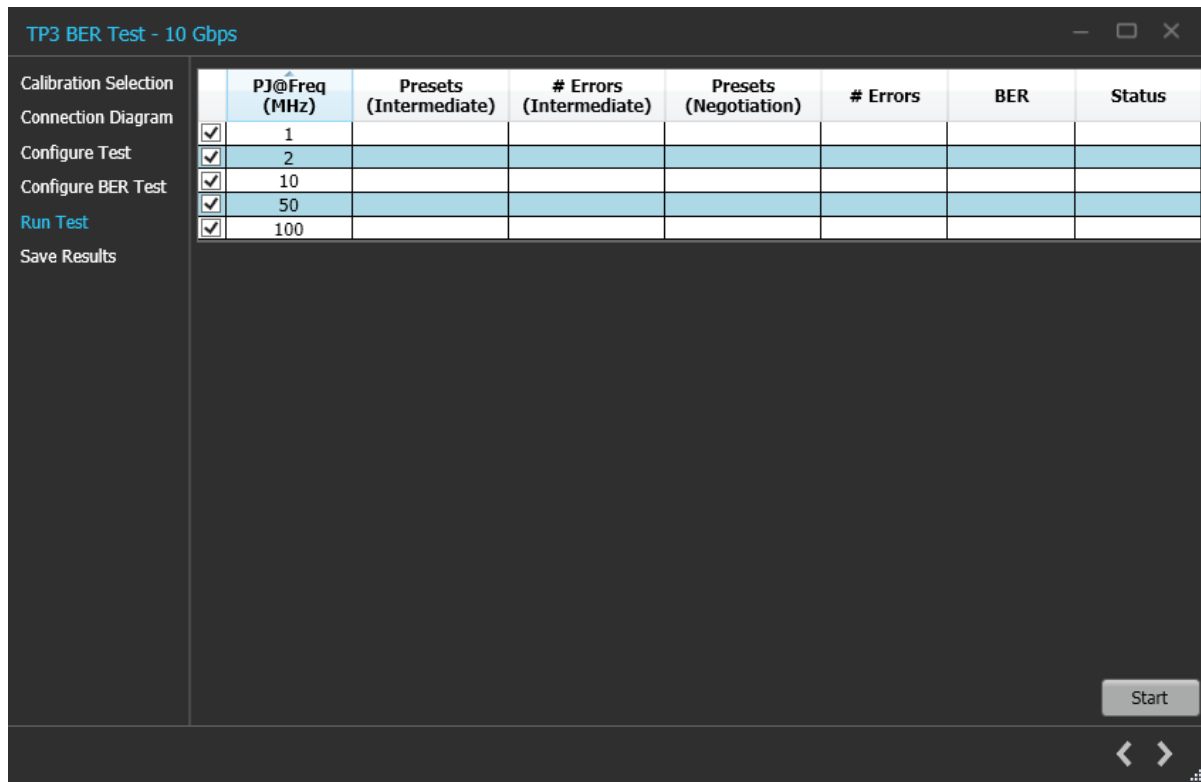 TP3 BER Test - 10 Gbps
Calibration Selection
Connection Diagram
Configure Test
Configure BER Test
Run Test
Save Results
PJ@Freq
(MHz)
Presets
(Intermediate)
# Errors
(Intermediate)
Presets
(Negotiation)
# Errors
BER
Status
1
2
10
50
100
Start